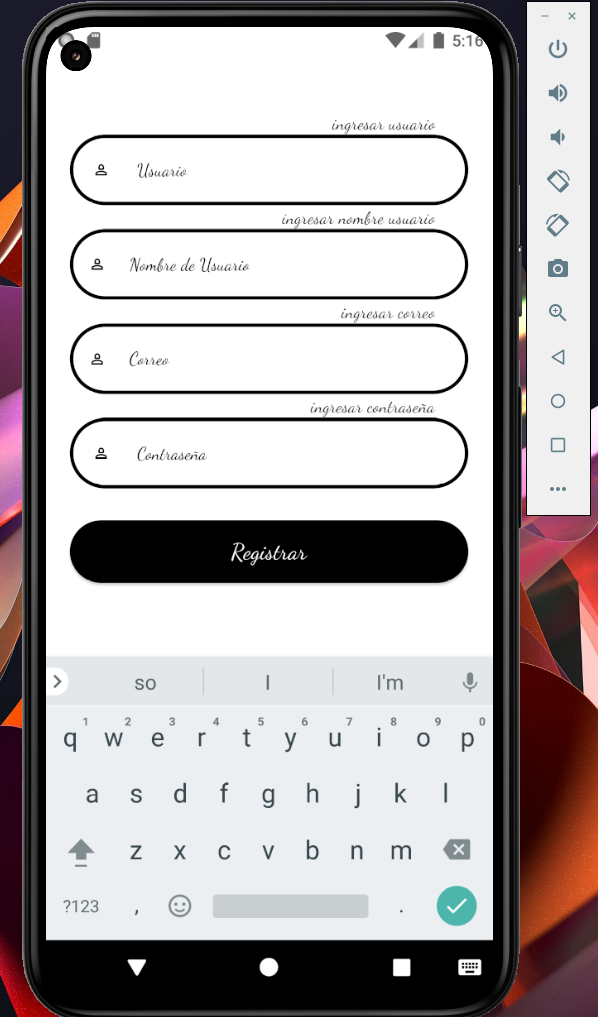 5:16
ingresar usuario
Usuario
ingresar nombre usuario
Nombre de Usuario
ingresar correo
Correo
ingresar contraseña
Contraseña
Registrar
so I I'm
1 2 3 4 5 6 7 8 9 0
q w e r t y u i o p
a s d f g h j k l
z x c v b n m
?123 , .